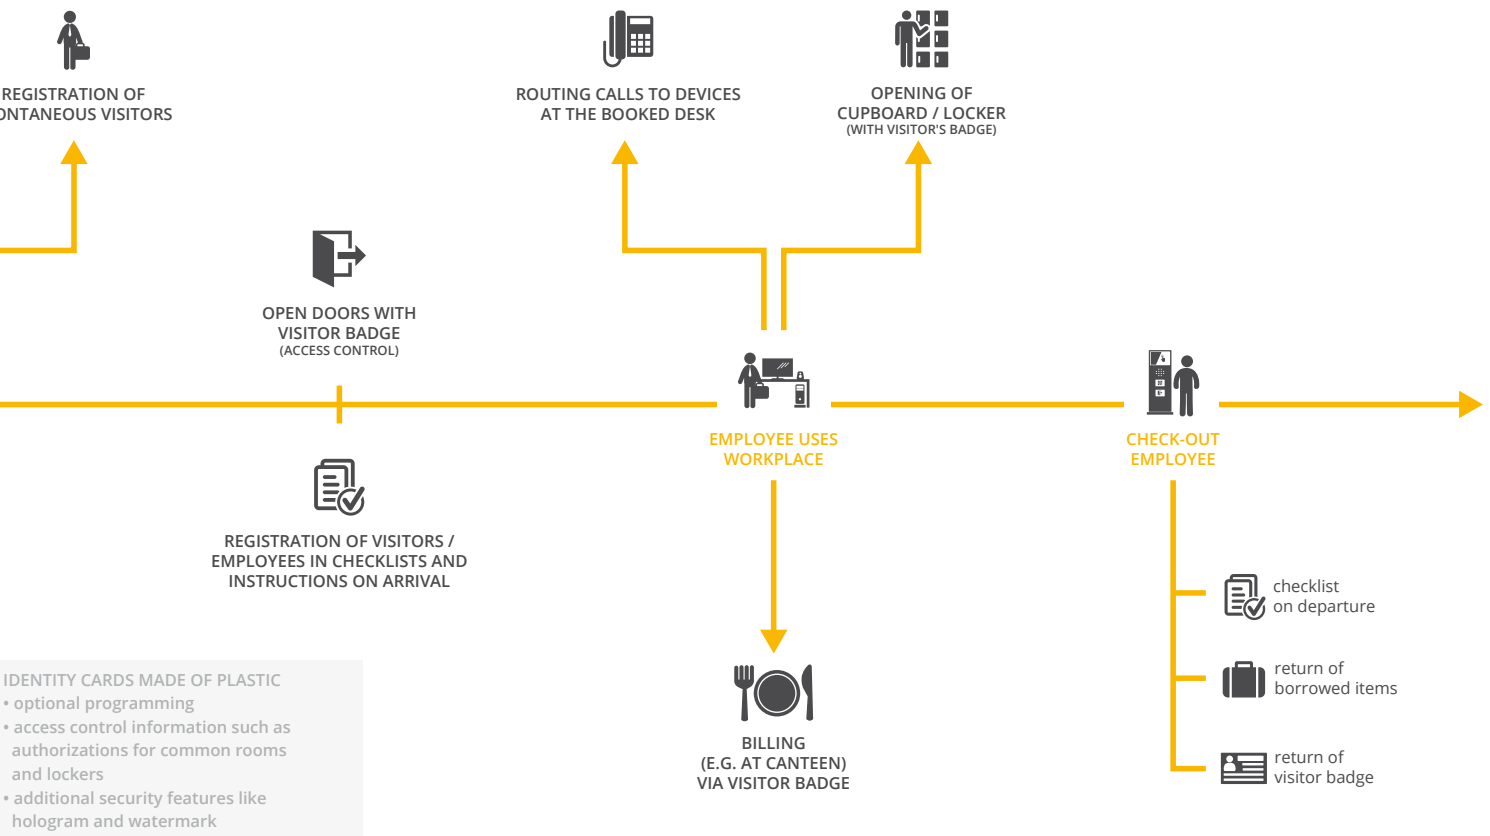 REGISTRATION OF
ONTANEOUS VISITORS
ROUTING CALLS TO DEVICES
AT THE BOOKED DESK
OPENING OF
CUPBOARD / LOCKER
(WITH VISITOR'S BADGE)
OPEN DOORS WITH
VISITOR BADGE
(ACCESS CONTROL)
EMPLOYEE USES
WORKPLACE
CHECK-OUT
EMPLOYEE
REGISTRATION OF VISITORS /
EMPLOYEES IN CHECKLISTS AND
INSTRUCTIONS ON ARRIVAL
checklist
on departure
return of
borrowed items
return of
visitor badge
BILLING
(E.G. AT CANTEEN)
VIA VISITOR BADGE
IDENTITY CARDS MADE OF PLASTIC
• optional programming
• access control information such as
authorizations for common rooms
and lockers
• additional security features like
hologram and watermark